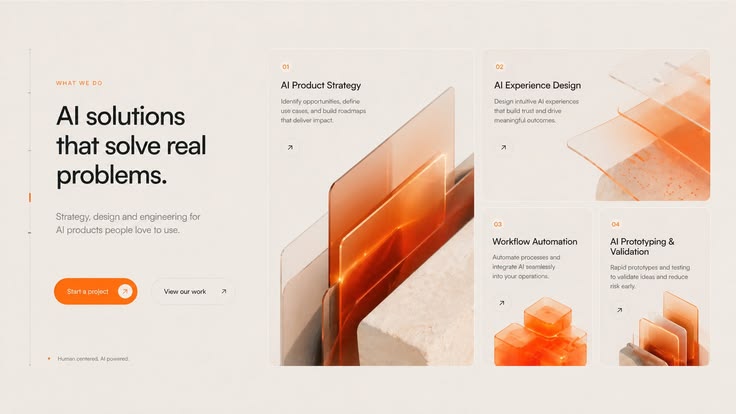 WHAT WE DO
AI solutions
that solve real
problems.
Strategy, design and engineering for
AI products people love to use.
Start a project
View our work
Human centered. AI powered.
01
AI Product Strategy
Identify opportunities, define
use cases, and build roadmaps
that deliver impact.
02
AI Experience Design
Design intuitive AI experiences
that build trust and drive
meaningful outcomes.
03
Workflow Automation
Automate processes and
integrate AI seamlessly
into your operations.
04
AI Prototyping &
Validation
Rapid prototypes and testing
to validate ideas and reduce
risk early.